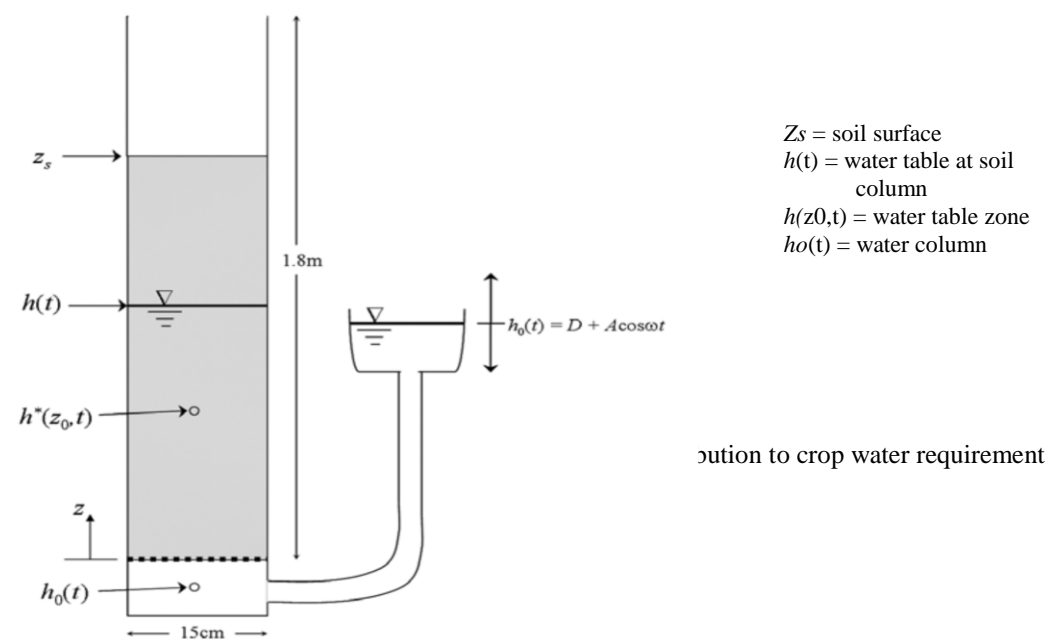 z_s
h(t)
h*(z_0,t)
z
h_0(t)
15cm
1.8m
h_0(t) = D + Acosωt
Zs = soil surface
h(t) = water table at soil
column
h(z0,t) = water table zone
ho(t) = water column
to crop water requirement